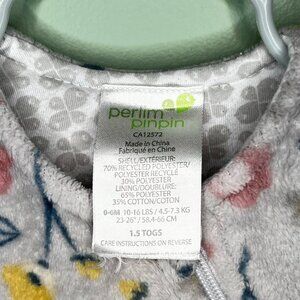 perlim
pinpin
CA12572
Made in China
Fabriqué en Chine
SHELL/EXTÉRIEUR:
70% RECYCLED POLYESTER/
POLYESTER RECYCLÉ
30% POLYESTER
LINING/DOUBLURE:
65% POLYESTER
35% COTTON/COTON
0-6M 10-16 LBS / 4.5-7.3 KG
23-26" / 58.4-66 CM
1.5 TOGS
CARE INSTRUCTIONS ON REVERSE